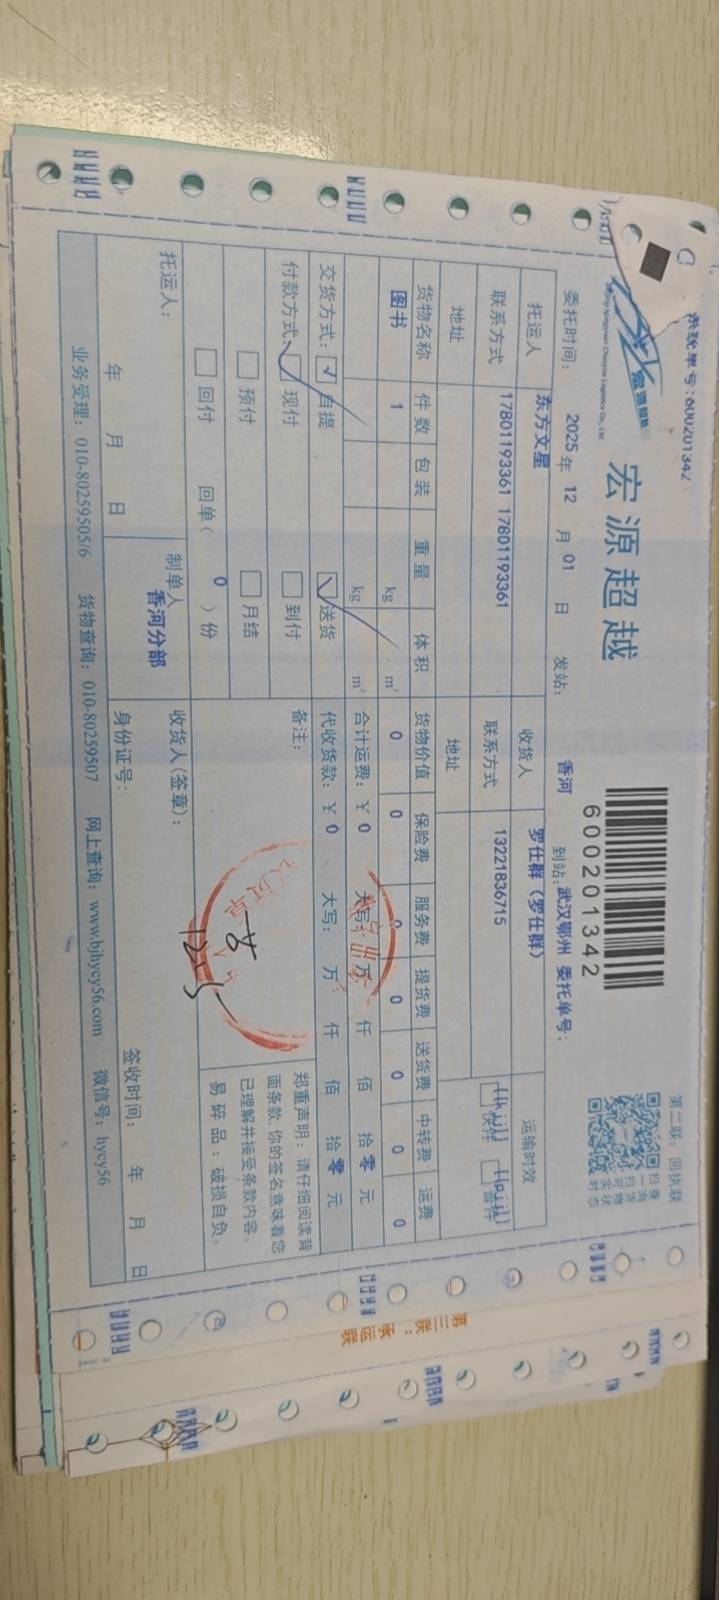 系统单号:600201342
第二联：回执联
宏源超越
600201342
扫一扫
委托时间： 2025 年 12 月 01 日 发站： 香河 到站：武汉鄂州 委托单号：
托运人 东方文星 收货人 罗仕群（罗仕群） 运输时效
联系方式 17801193361 17801193361 联系方式 13221836715
地址 地址
货物名称 件数 包装 重量 体积 货物价值 保险费 服务费 提货费 送货费 中转费 运费
图书 1 kg m³ 0 0 0 0 0 0 0
kg m³ 合计运费：￥ 0 大写： 万 仟 佰 拾 零 元
交货方式： 自提 送货 代收货款：￥ 0 大写： 万 仟 佰 拾 零 元
付款方式： 现付 到付 备注：
预付 月结
回付 回单（ 0 ）份
郑重声明：请仔细阅读背
面条款,你的签名意味着您
已理解并接受条款内容。
易碎品：破损自负。
托运人： 制单人 香河分部 收货人(签章)：
年 月 日 身份证号： 签收时间： 年 月 日
业务受理：010-80259505/6 货物查询：010-80259507 网上查询：www.bjhycy56.com 微信号：hycy56
第三联：承运联